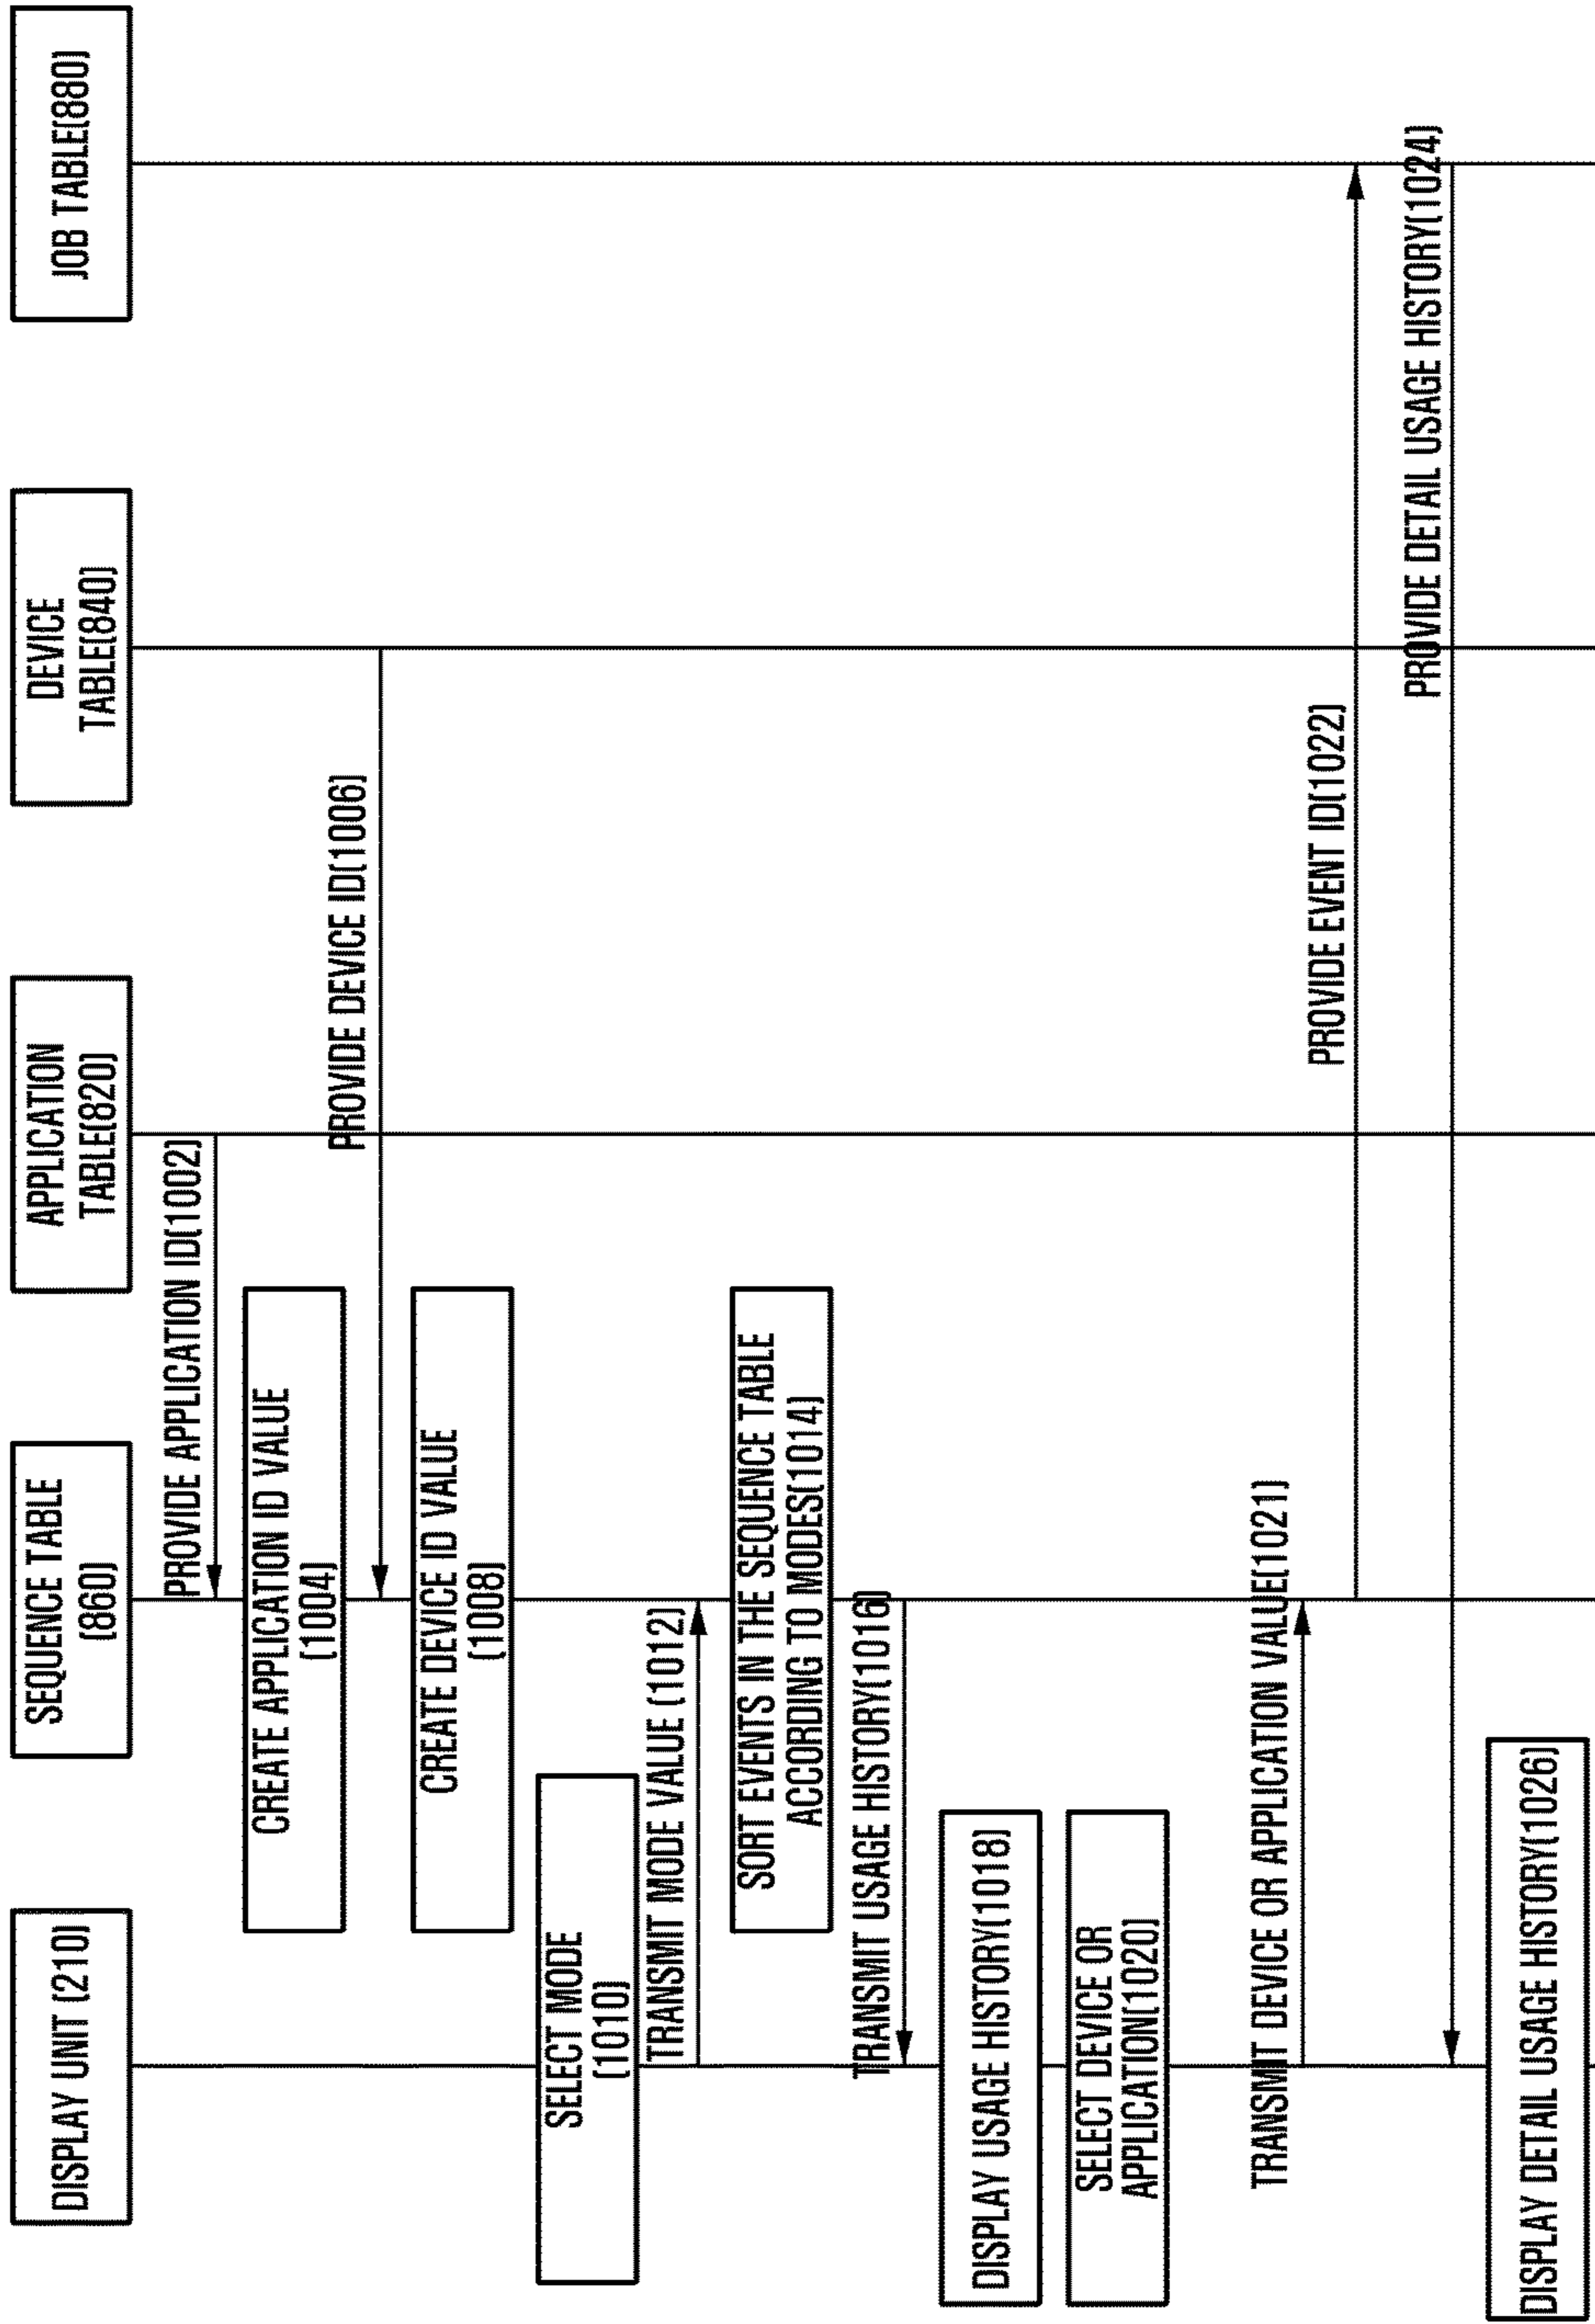 DISPLAY UNIT (210)
SEQUENCE TABLE
(860)
APPLICATION
TABLE(820)
DEVICE
TABLE(840)
JOB TABLE(880)
PROVIDE APPLICATION ID(1002)
CREATE APPLICATION ID VALUE
(1004)
PROVIDE DEVICE ID(1006)
CREATE DEVICE ID VALUE
(1008)
SELECT MODE
(1010)
TRANSMIT MODE VALUE (1012)
SORT EVENTS IN THE SEQUENCE TABLE
ACCORDING TO MODES(1014)
TRANSMIT USAGE HISTORY(1016)
DISPLAY USAGE HISTORY(1018)
SELECT DEVICE OR
APPLICATION(1020)
TRANSMIT DEVICE OR APPLICATION VALUE(1021)
PROVIDE EVENT ID(1022)
PROVIDE DETAIL USAGE HISTORY(1024)
DISPLAY DETAIL USAGE HISTORY(1026)